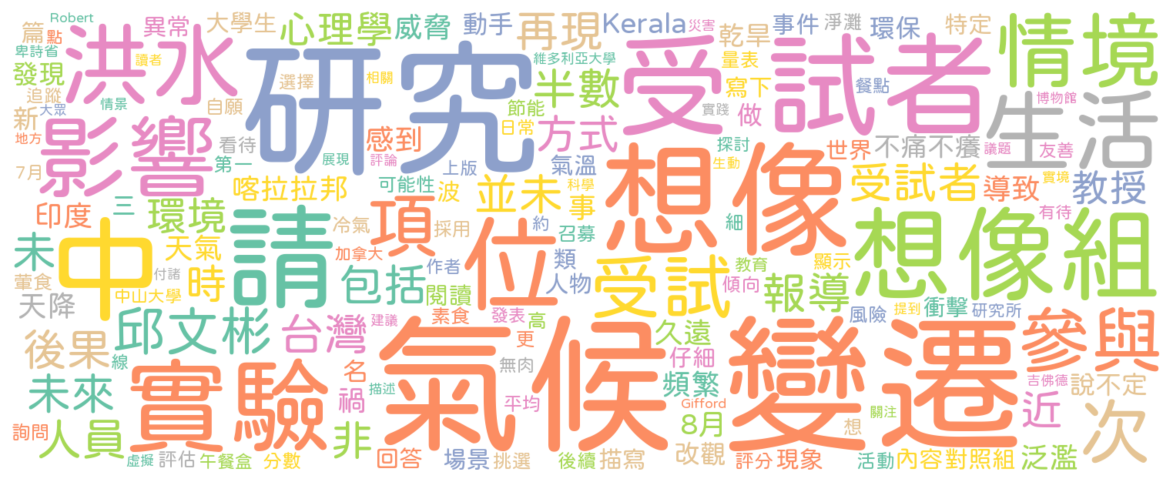 Robert
篇
點
異常
大學生
心理學
威脅
動手
再現
Kerala
災害
乾旱
事件
淨灘
環保
特定
情境
卑詩省
讀者
洪水
研究
選擇
相關
維多利亞大學
半數
受試者
量表
寫下
餐點
發現
追蹤
情景
自願
節能
實踐
做
博物館
生活
新
大眾
地方
影響
看待
感到
日常
方式
探討
世界
不痛不癢
議題
友善
第一
展現
評論
上版
氣溫
想像
生動
7月
喀拉拉邦
可能性
波
並未
科學
事
受試者
導致
實境
教授
印度
三
環境
請
項
位
約
細
想像組
有待
未
中
天氣
冷氣
採用
召募
教育
葷食
付諸
時
加拿大
包括
作者
類
受試
顯示
天降
中山大學
閱讀
人物
傾向
報導
風險
提到
衝擊
研究所
邱文彬
台灣
建議
素食
發表
高
久遠
後果
線
實驗
名
氣候變遷
更
仔細
參與
無肉
頻繁
吉佛德
說不定
未來
禍
描述
平均
Gifford
8月
想
關注
近
次
詢問
人員
非
回答
場景
挑選
後續
描寫
改觀
評分
現象
活動
內容
對照組
泛濫
虛擬
評估
午餐盒
分數